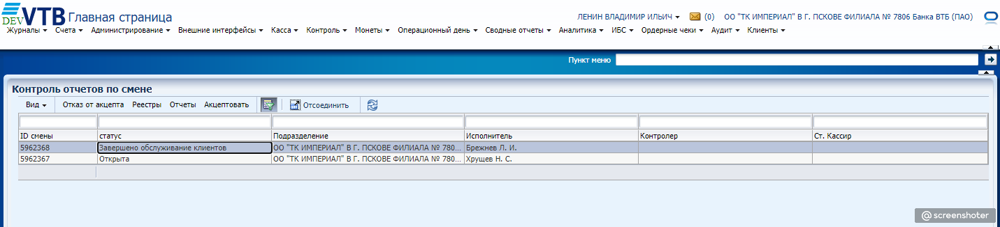 DEV VTB Главная страница
ЛЕНИН ВЛАДИМИР ИЛЬИЧ (0) ОО "ТК ИМПЕРИАЛ" В Г. ПСКОВЕ ФИЛИАЛА № 7806 Банка ВТБ (ПАО)
Журналы Счета Администрирование Внешние интерфейсы Касса Контроль Монеты Операционный день Сводные отчеты Аналитика ИБС Ордерные чеки Аудит Клиенты
Пункт меню
Контроль отчетов по смене
Вид Отказ от акцепта Реестры Отчеты Акцептовать Отсоединить
ID смены статус Подразделение Исполнитель Контролер Ст. Кассир
5962368 Завершено обслуживание клиентов ОО "ТК ИМПЕРИАЛ" В Г. ПСКОВЕ ФИЛИАЛА № 780... Брежнев Л. И.
5962367 Открыта ОО "ТК ИМПЕРИАЛ" В Г. ПСКОВЕ ФИЛИАЛА № 780... Хрущев Н. С.
@screenshoter